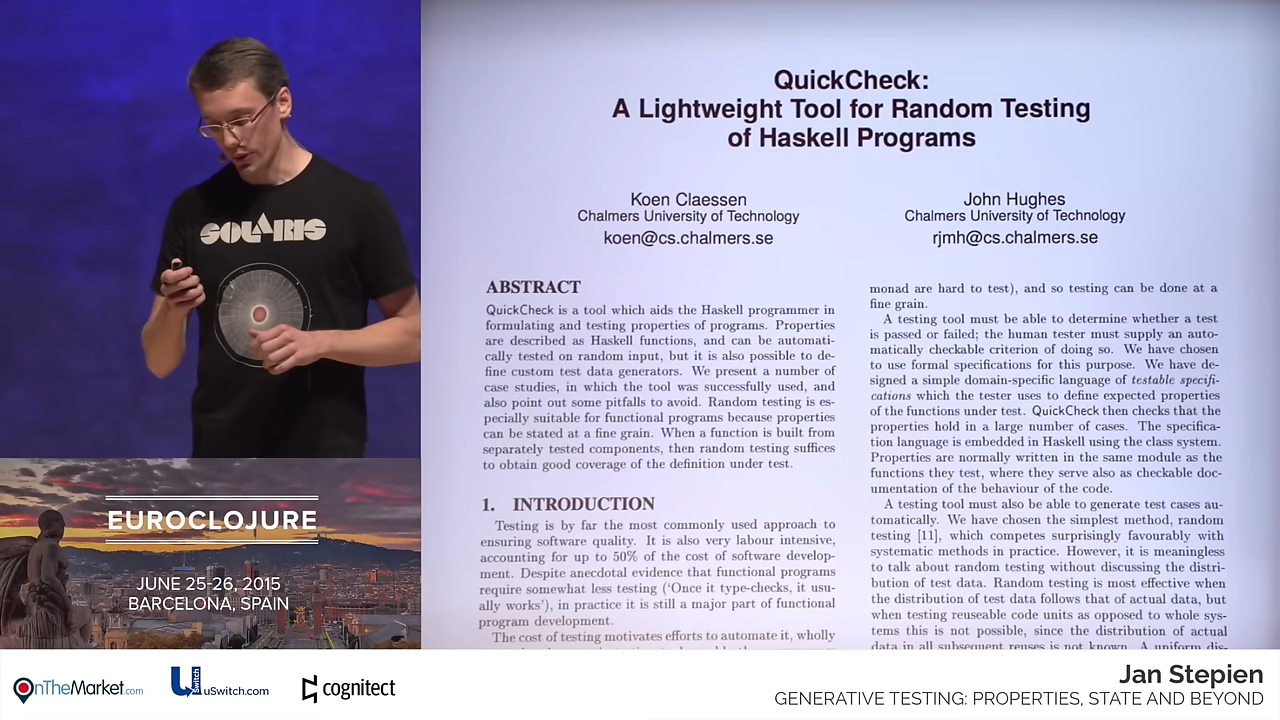 SOLARIS
EUROCLOJURE
JUNE 25-26, 2015
BARCELONA, SPAIN
QuickCheck:
A Lightweight Tool for Random Testing
of Haskell Programs
Koen Claessen
Chalmers University of Technology
koen@cs.chalmers.se
John Hughes
Chalmers University of Technology
rjmh@cs.chalmers.se
ABSTRACT
QuickCheck is a tool which aids the Haskell programmer in
formulating and testing properties of programs. Properties
are described as Haskell functions, and can be automati-
cally tested on random input, but it is also possible to de-
fine custom test data generators. We present a number of
case studies, in which the tool was successfully used, and
also point out some pitfalls to avoid. Random testing is es-
pecially suitable for functional programs because properties
can be stated at a fine grain. When a function is built from
separately tested components, then random testing suffices
to obtain good coverage of the definition under test.
1. INTRODUCTION
Testing is by far the most commonly used approach to
ensuring software quality. It is also very labour intensive,
accounting for up to 50% of the cost of software develop-
ment. Despite anecdotal evidence that functional programs
require somewhat less testing (‘Once it type-checks, it usu-
ally works’), in practice it is still a major part of functional
program development.
The cost of testing motivates efforts to automate it, wholly
monad are hard to test), and so testing can be done at a
fine grain.
A testing tool must be able to determine whether a test
is passed or failed; the human tester must supply an auto-
matically checkable criterion of doing so. We have chosen
to use formal specifications for this purpose. We have de-
signed a simple domain-specific language of testable specifi-
cations which the tester uses to define expected properties
of the functions under test. QuickCheck then checks that the
properties hold in a large number of cases. The specifica-
tion language is embedded in Haskell using the class system.
Properties are normally written in the same module as the
functions they test, where they serve also as checkable doc-
umentation of the behaviour of the code.
A testing tool must also be able to generate test cases au-
tomatically. We have chosen the simplest method, random
testing [11], which competes surprisingly favourably with
systematic methods in practice. However, it is meaningless
to talk about random testing without discussing the distri-
bution of test data. Random testing is most effective when
the distribution of test data follows that of actual data, but
when testing reuseable code units as opposed to whole sys-
tems this is not possible, since the distribution of actual
data in all subsequent reuses is not known. A uniform dis-
OnTheMarket.com
uSwitch
uSwitch.com
cognitect
Jan Stepien
GENERATIVE TESTING: PROPERTIES, STATE AND BEYOND